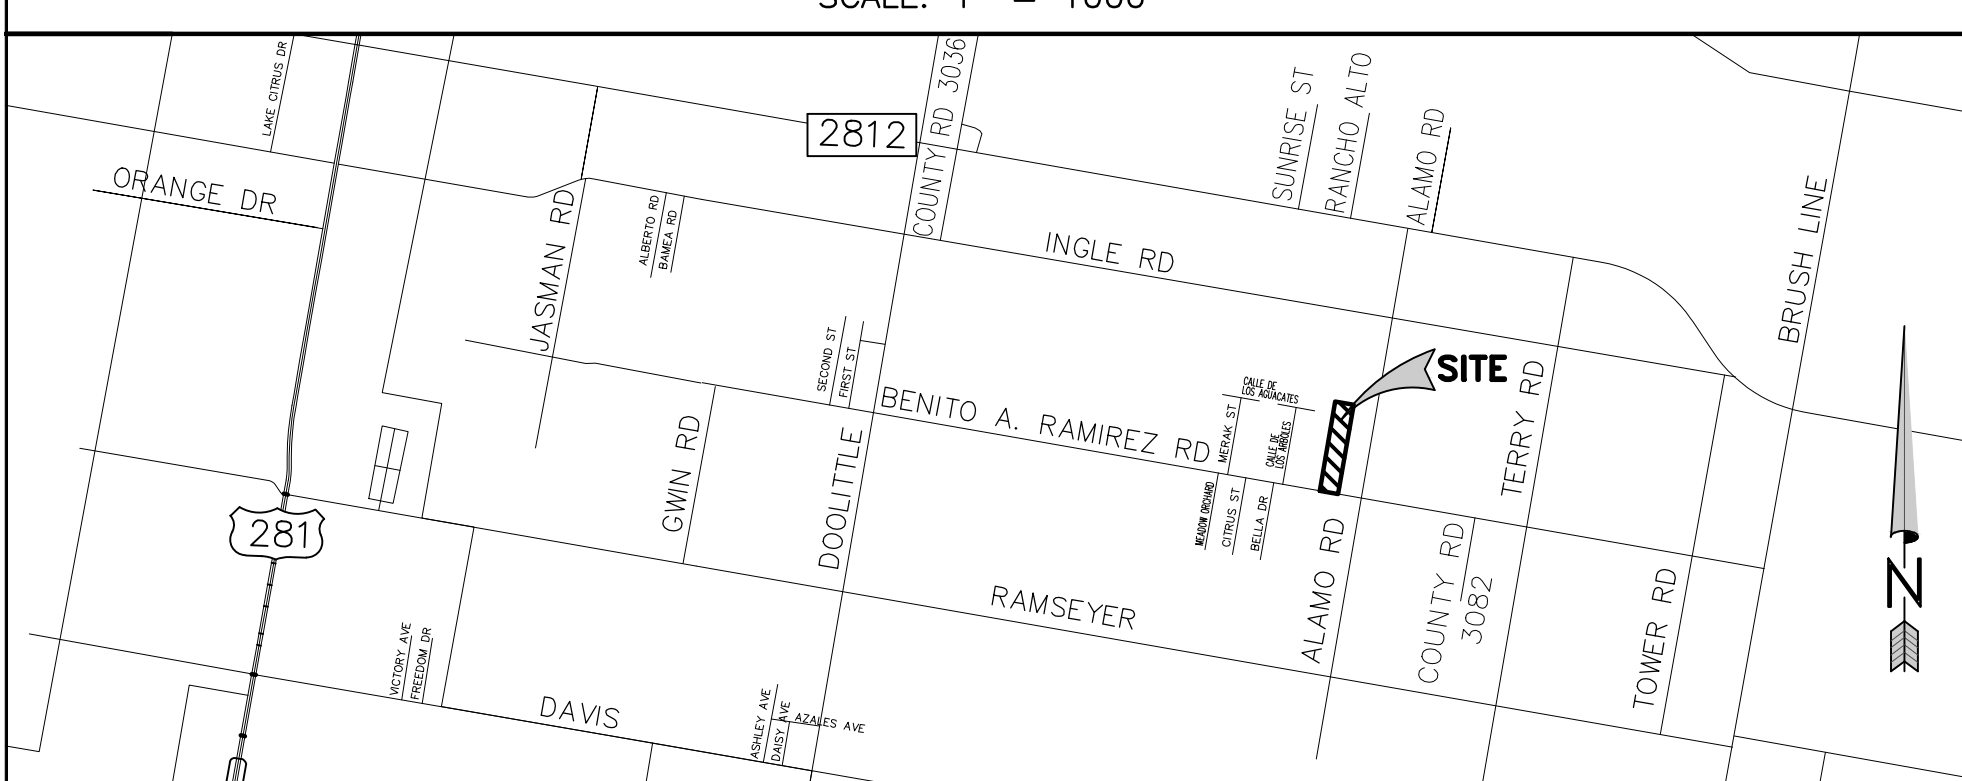 SCALE: 1" = 1000'
LAKE CITRUS DR
ORANGE DR
2812
COUNTY RD 3036
SUNRISE ST
RANCHO ALTO
ALAMO RD
BRUSH LINE
JASMAN RD
ALBERTO RD
BAMEA RD
INGLE RD
SECOND ST
FIRST ST
BENITO A. RAMIREZ RD
CALLE DE
LOS AGUACATES
MERAK ST
CALLE DE
LOS ARBOLES
SITE
TERRY RD
GWIN RD
DOOLITTLE
MEADOW ORCHARD
CITRUS ST
BELLA DR
281
ALAMO RD
COUNTY RD
3082
TOWER RD
N
RAMSEYER
VICTORY AVE
FREEDOM DR
DAVIS
ASHLEY AVE
DAISY AVE
AZALES AVE